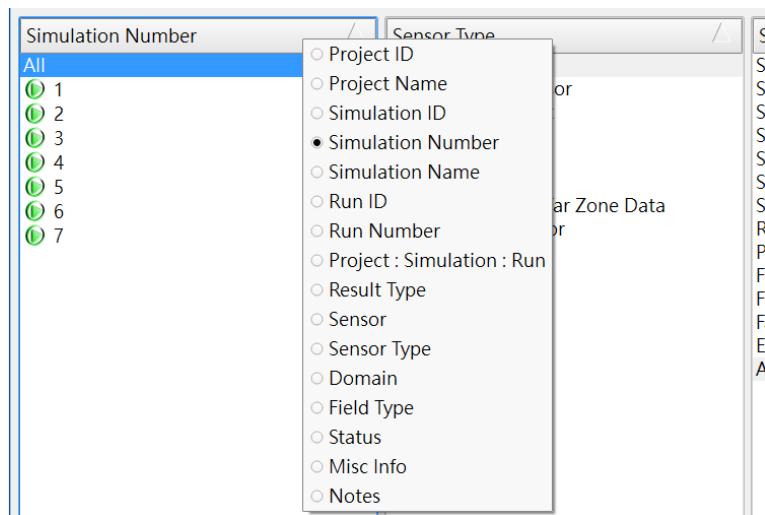 Simulation Number
Sensor Type
S
All
1
2
3
4
5
6
7
Project ID
Project Name
Simulation ID
Simulation Number
Simulation Name
Run ID
Run Number
Project : Simulation : Run
Result Type
Sensor
Sensor Type
Domain
Field Type
Status
Misc Info
Notes
or
ar Zone Data
or
S
S
S
S
S
S
S
R
P
F
F
F
E
A